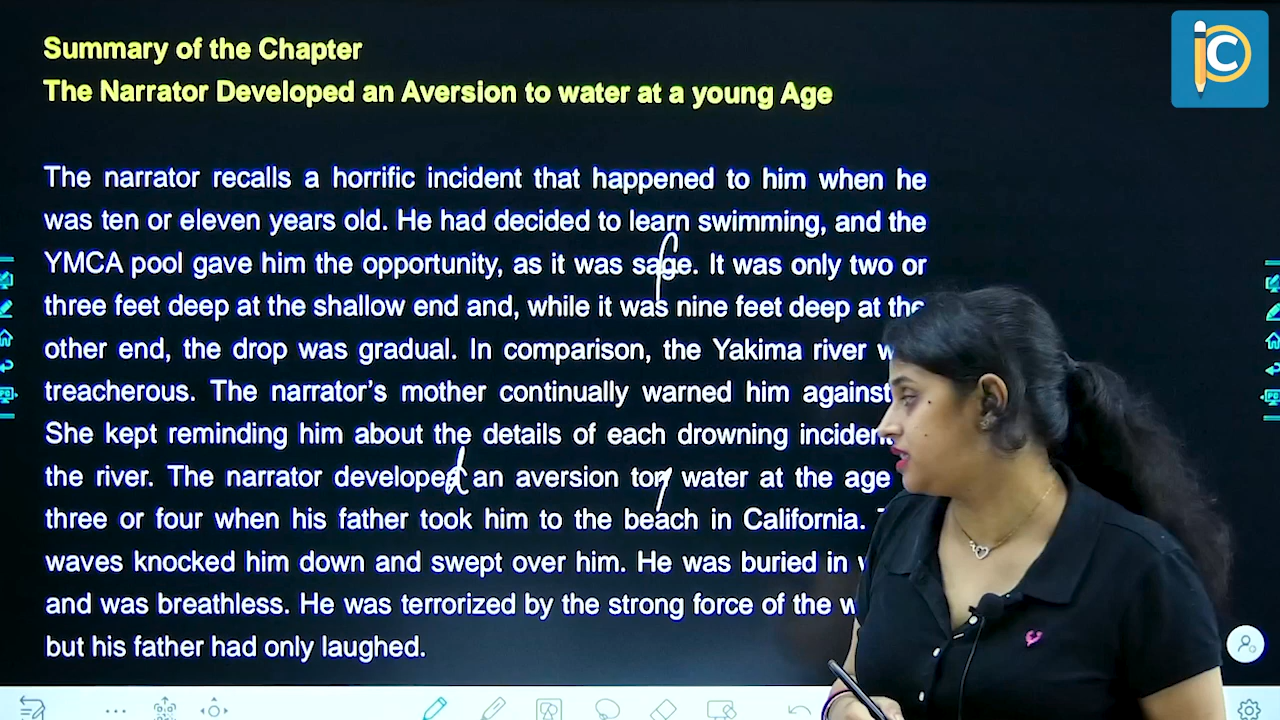 Summary of the Chapter
The Narrator Developed an Aversion to water at a young Age
The narrator recalls a horrific incident that happened to him when he
was ten or eleven years old. He had decided to learn swimming, and the
YMCA pool gave him the opportunity, as it was sage. It was only two or
three feet deep at the shallow end and, while it was nine feet deep at the
other end, the drop was gradual. In comparison, the Yakima river
treacherous. The narrator's mother continually warned him against
She kept reminding him about the details of each drowning
the river. The narrator developed an aversion to water at the age
three or four when his father took him to the beach in California.
waves knocked him down and swept over him. He was buried in
and was breathless. He was terrorized by the strong force of the
but his father had only laughed.